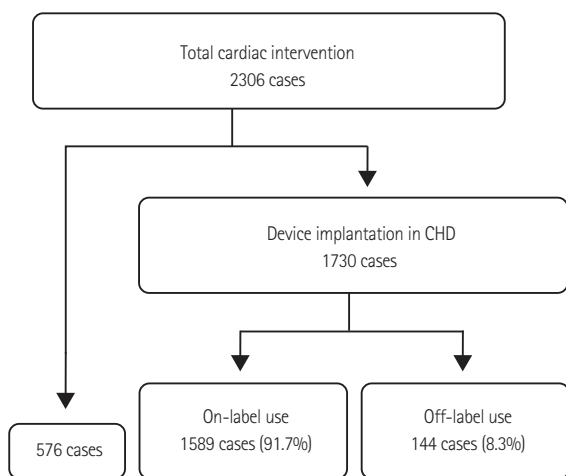 Total cardiac intervention
2306 cases
Device implantation in CHD
1730 cases
576 cases
On-label use
1589 cases (91.7%)
Off-label use
144 cases (8.3%)